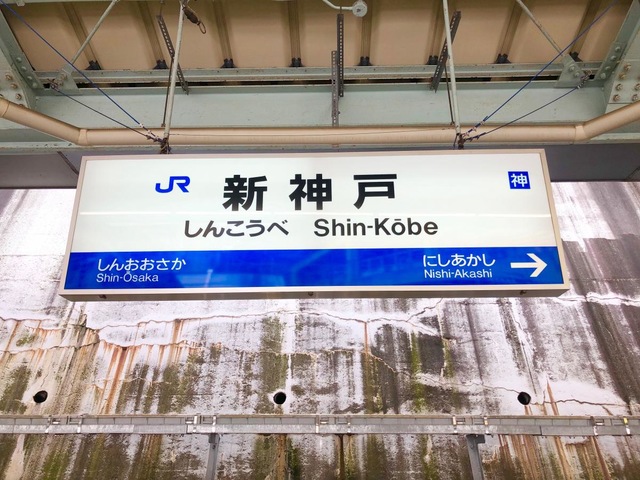 JR 新神戸 神
しんこうべ Shin-Kōbe
しんおおさか にしあかし →
Shin-Ōsaka Nishi-Akashi